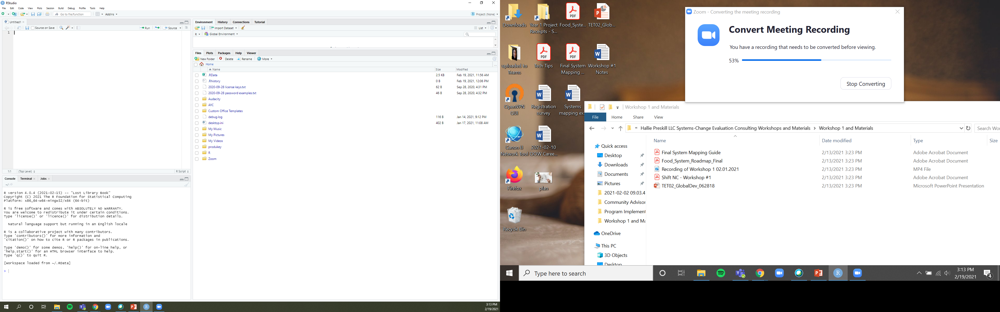 RStudio
File Edit Code View Plots Session Build Debug Profile Tools Help
Go to file/function Addins Project: (None)
Untitled1
Source on Save Run Source
1
1:1 (Top Level) R Script
Console Terminal Jobs
~/
R version 4.0.4 (2021-02-15) -- "Lost Library Book"
Copyright (C) 2021 The R Foundation for Statistical Computing
Platform: x86_64-w64-mingw32/x64 (64-bit)
R is free software and comes with ABSOLUTELY NO WARRANTY.
You are welcome to redistribute it under certain conditions.
Type 'license()' or 'licence()' for distribution details.
Natural language support but running in an English locale
R is a collaborative project with many contributors.
Type 'contributors()' for more information and
'citation()' on how to cite R or R packages in publications.
Type 'demo()' for some demos, 'help()' for on-line help, or
'help.start()' for an HTML browser interface to help.
Type 'q()' to quit R.
[Workspace loaded from ~/.RData]
>
Environment History Connections Tutorial
Import Dataset List
R Global Environment
Files Plots Packages Help Viewer
New Folder Delete Rename More
Home
Name Size Modified
.RData 2.5 KB Feb 19, 2021, 11:56 AM
.Rhistory 0 B Feb 19, 2021, 12:06 PM
2020-09-28 license keys.txt 62 B Sep 28, 2020, 4:31 PM
2020-09-28 password examples.txt 46 B Sep 28, 2020, 4:32 PM
Audacity
AYC
Custom Office Templates
debug.log 116 B Jan 14, 2021, 9:12 PM
desktop.ini 402 B Jan 17, 2021, 11:08 AM
My Music
My Pictures
My Videos
produkey
R
Zoom
3:13 PM
2/19/2021
Downloads
Year 1 Project
Receipts - S...
PDF
Food_Syste...
TET02_Glob...
uploaded to
Teams
PDF
Tech Tips
PDF
Final System
Mapping ...
Workshop #1
Notes
OpenVPN
GUI
Registration
survey
Systems
mapping ex...
Canon IJ
Network Tool
2021-02-10
OOW Caree...
Firefox
plan
Recycle Bin
Zoom - Converting the meeting recording
Convert Meeting Recording
You have a recording that needs to be converted before viewing.
53%
Stop Converting
Workshop 1 and Materials
File Home Share View
« Hallie Preskill LLC Systems-Change Evaluation Consulting Workshops and Materials > Workshop 1 and Materials Search Wor
Name Date modified Type Size
Final System Mapping Guide 2/13/2021 3:23 PM Adobe Acrobat Document
Food_System_Roadmap_Final 2/13/2021 3:23 PM Adobe Acrobat Document
Recording of Workshop 1 02.01.2021 2/13/2021 3:23 PM MP4 File
Shift NC - Workshop #1 2/13/2021 3:23 PM Adobe Acrobat Document
TET02_GlobalDev_062818 2/13/2021 3:23 PM Microsoft PowerPoint Presentation
Quick access
Desktop
Downloads
Documents
Pictures
2021-02-02 09.03.4
Community Advisor
Program Implement
Workshop 1 and Ma
OneDrive
This PC
3D Objects
Desktop
Type here to search
3:13 PM
2/19/2021
4